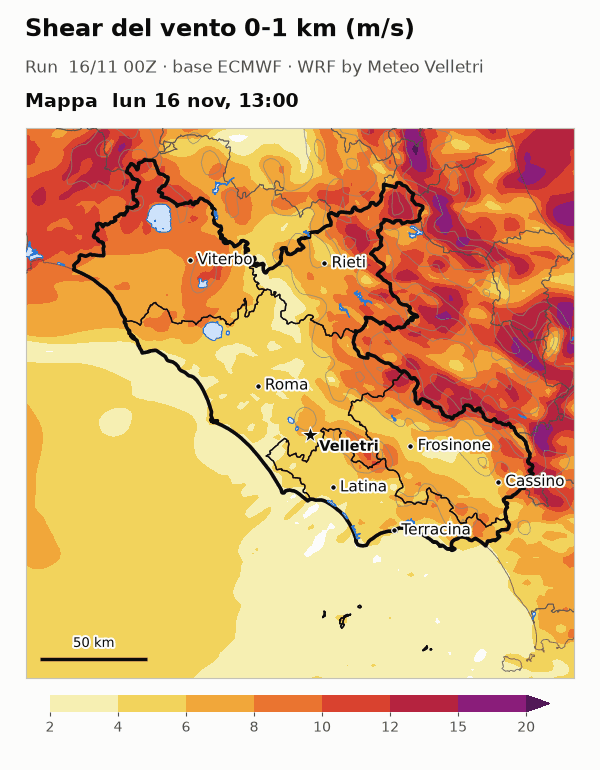 Shear del vento 0-1 km (m/s)
Run  16/11 00Z · base ECMWF · WRF by Meteo Velletri
Mappa  lun 16 nov, 13:00
Viterbo
Rieti
Roma
Velletri
Frosinone
Latina
Cassino
Terracina
50 km
2 4 6 8 10 12 15 20